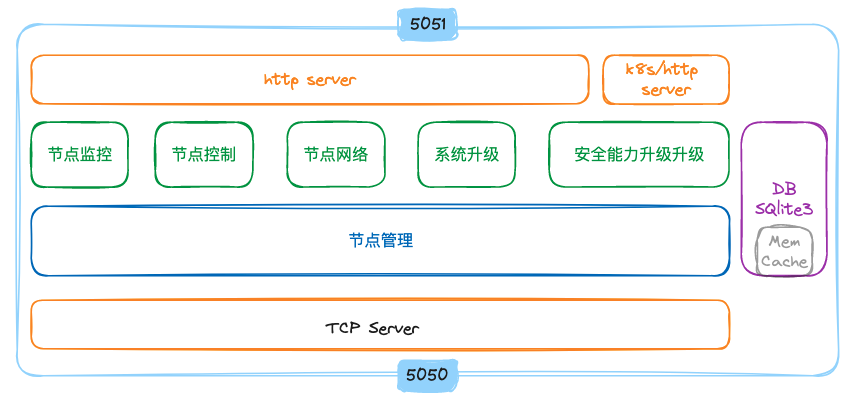 5051
http server
k8s/http
server
节点监控
节点控制
节点网络
系统升级
安全能力升级升级
DB
SQlite3
Mem
Cache
节点管理
TCP Server
5050